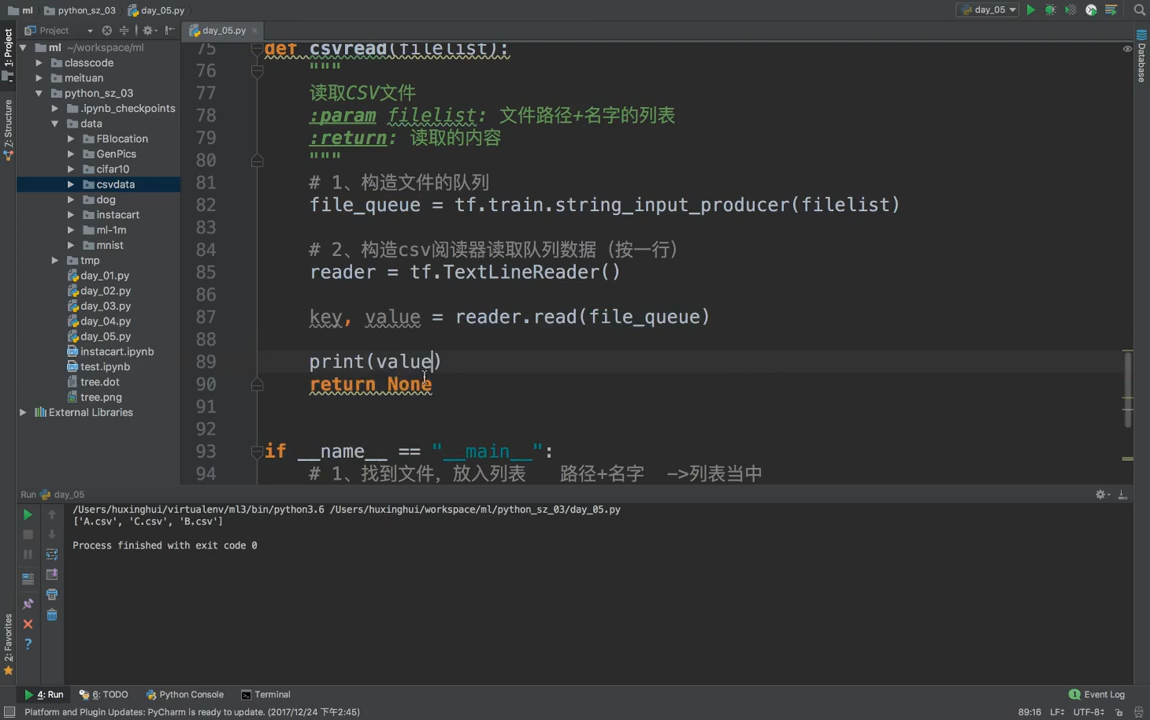 ml python_sz_03 day_05.py
day_05
Project
day_05.py
1: Project
Z: Structure
2: Favorites
Database
ml ~/workspace/ml
classcode
meituan
python_sz_03
.ipynb_checkpoints
data
FBlocation
GenPics
cifar10
csvdata
dog
instacart
ml-1m
mnist
tmp
day_01.py
day_02.py
day_03.py
day_04.py
day_05.py
instacart.ipynb
test.ipynb
tree.dot
tree.png
External Libraries
75 def csvread(filelist):
76 """
77 读取CSV文件
78 :param filelist: 文件路径+名字的列表
79 :return: 读取的内容
80 """
81 # 1、构造文件的队列
82 file_queue = tf.train.string_input_producer(filelist)
83
84 # 2、构造csv阅读器读取队列数据（按一行）
85 reader = tf.TextLineReader()
86
87 key, value = reader.read(file_queue)
88
89 print(value)
90 return None
91
92
93 if __name__ == "__main__":
94 # 1、找到文件，放入列表 路径+名字 ->列表当中
Run day_05
/Users/huxinghui/virtualenv/ml3/bin/python3.6 /Users/huxinghui/workspace/ml/python_sz_03/day_05.py
['A.csv', 'C.csv', 'B.csv']
Process finished with exit code 0
4: Run 6: TODO Python Console Terminal 1 Event Log
Platform and Plugin Updates: PyCharm is ready to update. (2017/12/24 下午2:45) 89:16 LF÷ UTF-8÷